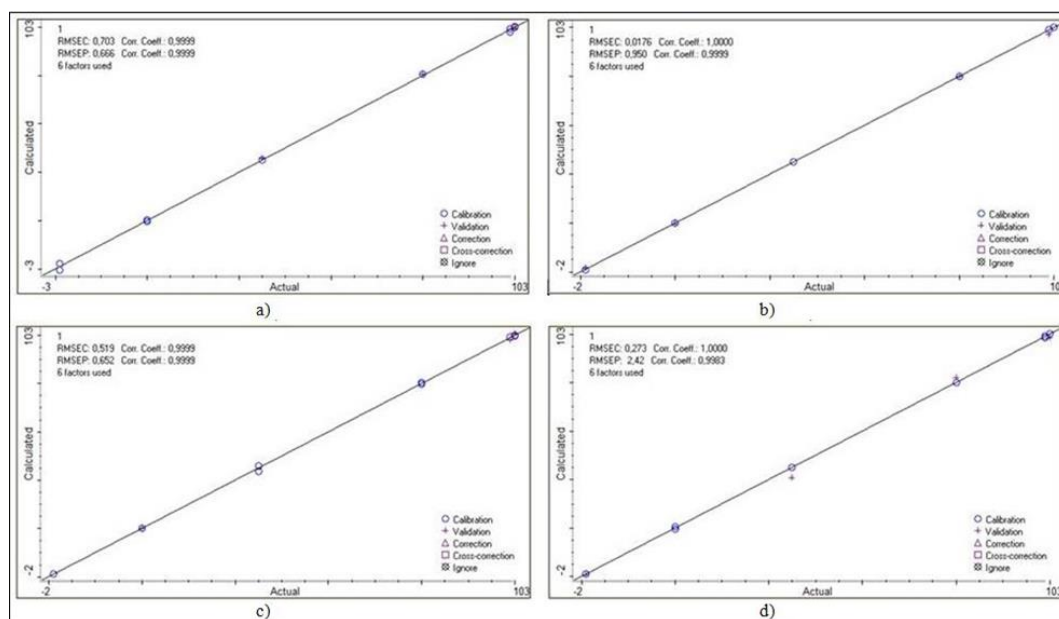 1
RMSEC: 0,703 Corr. Coeff.: 0,9999
RMSEP: 0,666 Corr. Coeff.: 0,9999
6 factors used
103
Calculated
-3
-3
Actual
103
Calibration
Validation
Correction
Cross-correction
Ignore
a)
1
RMSEC: 0,0176 Corr. Coeff.: 1,0000
RMSEP: 0,950 Corr. Coeff.: 0,9999
6 factors used
103
Calculated
-2
-2
Actual
10
Calibration
Validation
Correction
Cross-correction
Ignore
b)
1
RMSEC: 0,519 Corr. Coeff.: 0,9999
RMSEP: 0,652 Corr. Coeff.: 0,9999
6 factors used
103
Calculated
-2
-2
Actual
103
Calibration
Validation
Correction
Cross-correction
Ignore
c)
1
RMSEC: 0,273 Corr. Coeff.: 1,0000
RMSEP: 2,42 Corr. Coeff.: 0,9983
6 factors used
103
Calculated
-2
-2
Actual
103
Calibration
Validation
Correction
Cross-correction
Ignore
d)